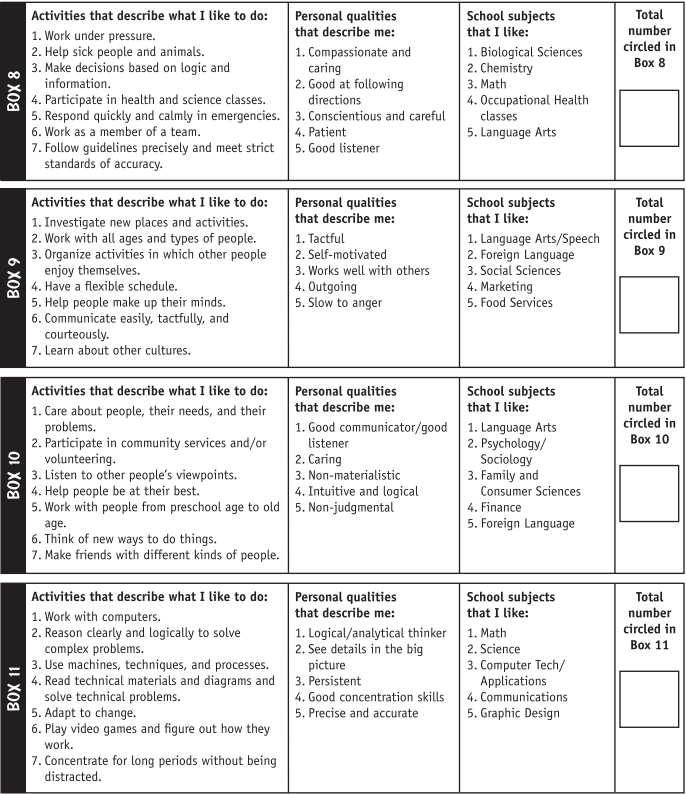 BOX 8
Activities that describe what I like to do:
1. Work under pressure.
2. Help sick people and animals.
3. Make decisions based on logic and
information.
4. Participate in health and science classes.
5. Respond quickly and calmly in emergencies.
6. Work as a member of a team.
7. Follow guidelines precisely and meet strict
standards of accuracy.
Personal qualities
that describe me:
1. Compassionate and
caring
2. Good at following
directions
3. Conscientious and careful
4. Patient
5. Good listener
School subjects
that I like:
1. Biological Sciences
2. Chemistry
3. Math
4. Occupational Health
classes
5. Language Arts
Total
number
circled in
Box 8
BOX 9
Activities that describe what I like to do:
1. Investigate new places and activities.
2. Work with all ages and types of people.
3. Organize activities in which other people
enjoy themselves.
4. Have a flexible schedule.
5. Help people make up their minds.
6. Communicate easily, tactfully, and
courteously.
7. Learn about other cultures.
Personal qualities
that describe me:
1. Tactful
2. Self-motivated
3. Works well with others
4. Outgoing
5. Slow to anger
School subjects
that I like:
1. Language Arts/Speech
2. Foreign Language
3. Social Sciences
4. Marketing
5. Food Services
Total
number
circled in
Box 9
BOX 10
Activities that describe what I like to do:
1. Care about people, their needs, and their
problems.
2. Participate in community services and/or
volunteering.
3. Listen to other people's viewpoints.
4. Help people be at their best.
5. Work with people from preschool age to old
age.
6. Think of new ways to do things.
7. Make friends with different kinds of people.
Personal qualities
that describe me:
1. Good communicator/good
listener
2. Caring
3. Non-materialistic
4. Intuitive and logical
5. Non-judgmental
School subjects
that I like:
1. Language Arts
2. Psychology/
Sociology
3. Family and
Consumer Sciences
4. Finance
5. Foreign Language
Total
number
circled in
Box 10
BOX 11
Activities that describe what I like to do:
1. Work with computers.
2. Reason clearly and logically to solve
complex problems.
3. Use machines, techniques, and processes.
4. Read technical materials and diagrams and
solve technical problems.
5. Adapt to change.
6. Play video games and figure out how they
work.
7. Concentrate for long periods without being
distracted.
Personal qualities
that describe me:
1. Logical/analytical thinker
2. See details in the big
picture
3. Persistent
4. Good concentration skills
5. Precise and accurate
School subjects
that I like:
1. Math
2. Science
3. Computer Tech/
Applications
4. Communications
5. Graphic Design
Total
number
circled in
Box 11